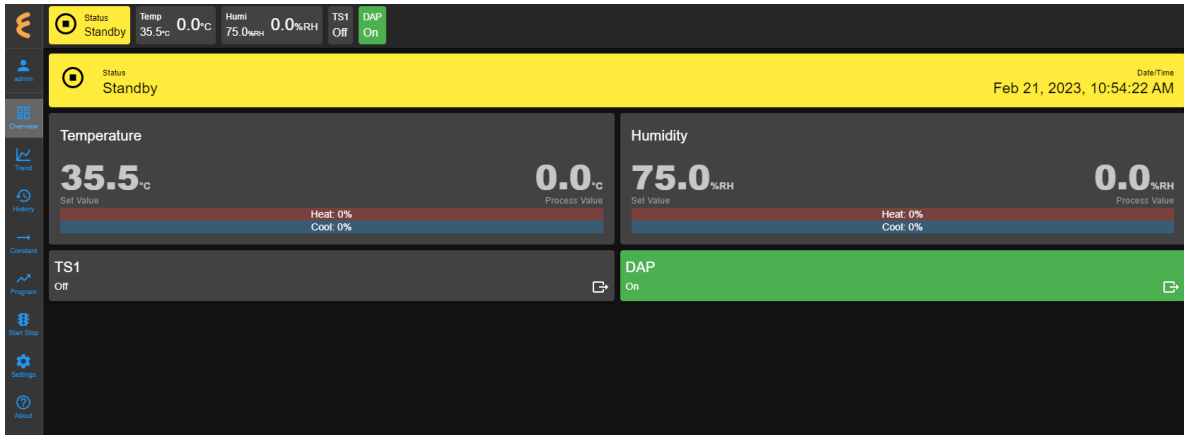 Status
Standby
Temp
35.5°C 0.0°C
Humi
75.0%RH 0.0%RH
TS1
Off
DAP
On
admin
Overview
Trend
History
Constant
Program
Start Stop
Settings
About
Status
Standby
Date/Time
Feb 21, 2023, 10:54:22 AM
Temperature
35.5°C 0.0°C
Set Value Process Value
Heat: 0%
Cool: 0%
Humidity
75.0%RH 0.0%RH
Set Value Process Value
Heat: 0%
Cool: 0%
TS1
Off
DAP
On